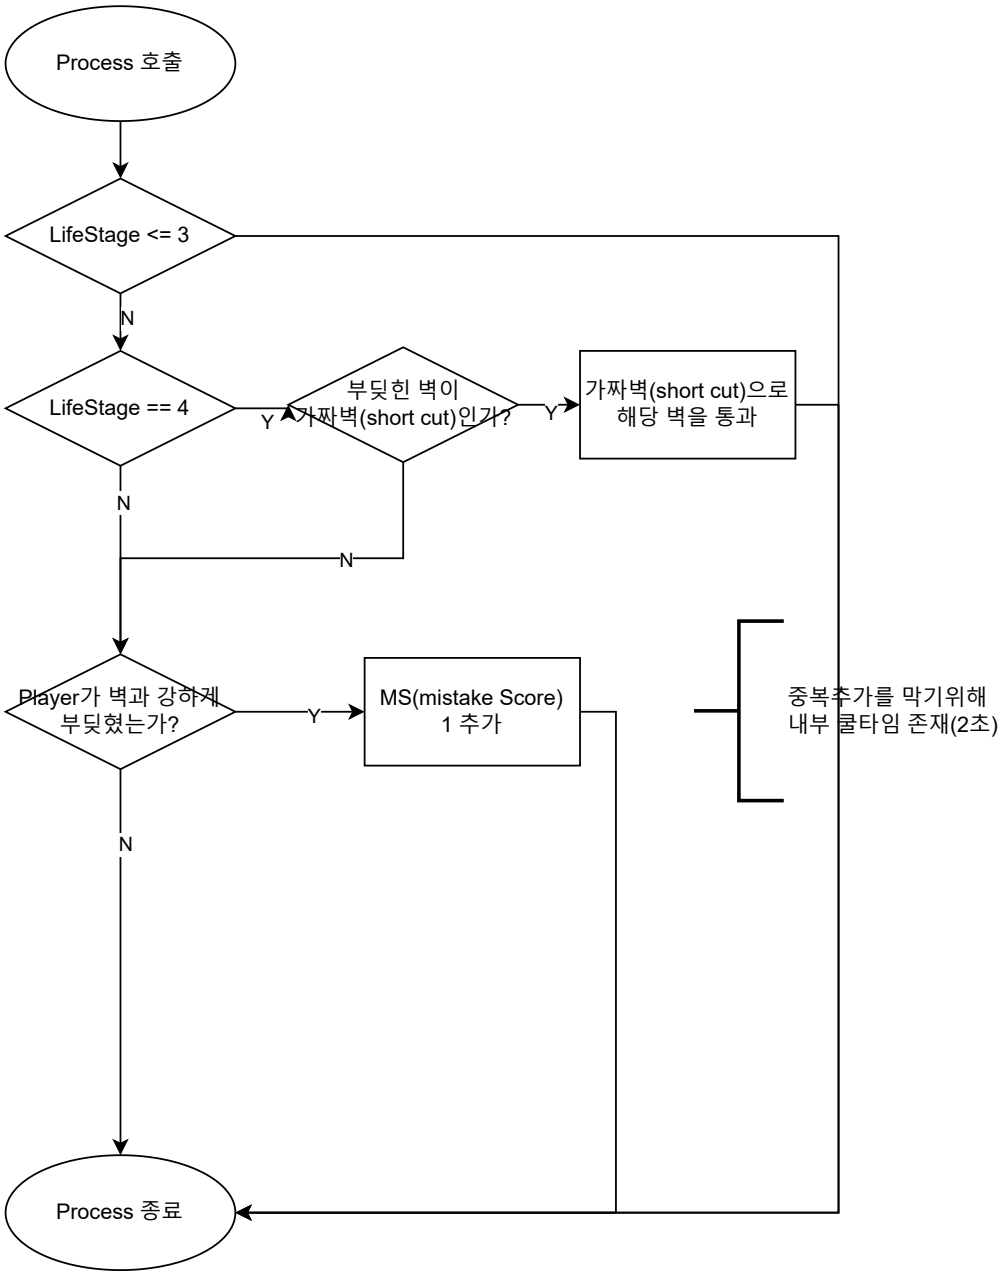 Process 호출
LifeStage <= 3
N
LifeStage == 4
Y
부딪힌 벽이
가짜벽(short cut)인가?
Y
가짜벽(short cut)으로
해당 벽을 통과
N
N
Player가 벽과 강하게
부딪혔는가?
Y
MS(mistake Score)
1 추가
중복추가를 막기위해
내부 쿨타임 존재(2초)
N
Process 종료